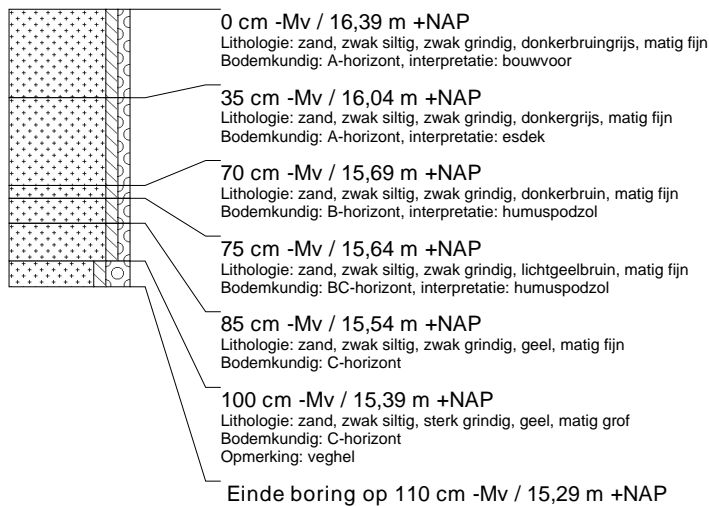 0 cm -Mv / 16,39 m +NAP
Lithologie: zand, zwak siltig, zwak grindig, donkerbruingrijs, matig fijn
Bodemkundig: A-horizont, interpretatie: bouwvoor
35 cm -Mv / 16,04 m +NAP
Lithologie: zand, zwak siltig, zwak grindig, donkergrijs, matig fijn
Bodemkundig: A-horizont, interpretatie: esdek
70 cm -Mv / 15,69 m +NAP
Lithologie: zand, zwak siltig, zwak grindig, donkerbruin, matig fijn
Bodemkundig: B-horizont, interpretatie: humuspodzol
75 cm -Mv / 15,64 m +NAP
Lithologie: zand, zwak siltig, zwak grindig, lichtgeelbruin, matig fijn
Bodemkundig: BC-horizont, interpretatie: humuspodzol
85 cm -Mv / 15,54 m +NAP
Lithologie: zand, zwak siltig, zwak grindig, geel, matig fijn
Bodemkundig: C-horizont
100 cm -Mv / 15,39 m +NAP
Lithologie: zand, zwak siltig, sterk grindig, geel, matig grof
Bodemkundig: C-horizont
Opmerking: veghel
Einde boring op 110 cm -Mv / 15,29 m +NAP